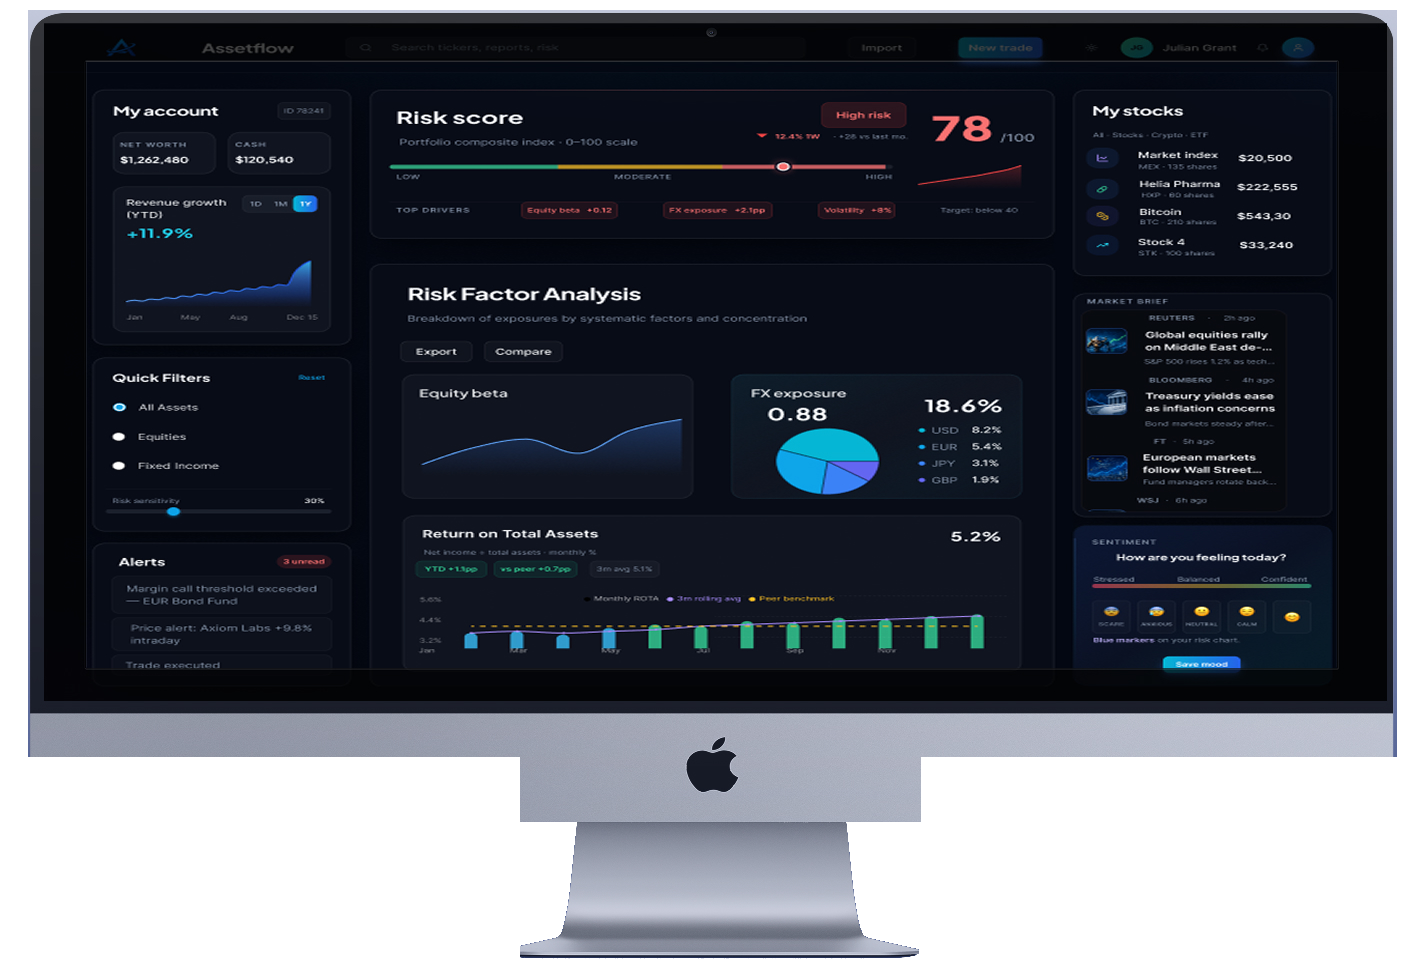 Assetflow
Search tickers, reports, risk
Import
New trade
JG
Julian Grant
My account
ID 78241
NET WORTH
$1,262,480
CASH
$120,540
Revenue growth
(YTD)
1D 1M 1Y
+11.9%
Jan May Aug Dec 15
Quick Filters
Reset
All Assets
Equities
Fixed Income
Risk sensitivity 30%
Alerts
3 unread
Margin call threshold exceeded
— EUR Bond Fund
Price alert: Axiom Labs +9.8%
intraday
Trade executed
Risk score
Portfolio composite index · 0–100 scale
High risk
12.4% 1W · +28 vs last mo.
78 /100
LOW MODERATE HIGH
TOP DRIVERS
Equity beta +0.12
FX exposure +2.1pp
Volatility +8%
Target: below 40
Risk Factor Analysis
Breakdown of exposures by systematic factors and concentration
Export
Compare
Equity beta
FX exposure
0.88
18.6%
USD 8.2%
EUR 5.4%
JPY 3.1%
GBP 1.9%
Return on Total Assets
5.2%
Net income ÷ total assets · monthly %
YTD +1.1pp
vs peer +0.7pp
3m avg 5.1%
Monthly ROTA
3m rolling avg
Peer benchmark
5.6%
4.4%
3.2%
Jan Mar May Jul Sep Nov
My stocks
All · Stocks · Crypto · ETF
Market index
MEX · 135 shares
$20,500
Helia Pharma
HXP · 60 shares
$222,555
Bitcoin
BTC · 210 shares
$543,30
Stock 4
STK · 100 shares
$33,240
MARKET BRIEF
REUTERS · 2h ago
Global equities rally
on Middle East de-...
S&P 500 rises 1.2% as tech...
BLOOMBERG · 4h ago
Treasury yields ease
as inflation concerns
Bond markets steady after...
FT · 5h ago
European markets
follow Wall Street...
Fund managers rotate back...
WSJ · 6h ago
SENTIMENT
How are you feeling today?
Stressed Balanced Confident
SCARE
ANXIOUS
NEUTRAL
CALM
Blue markers on your risk chart.
Save mood